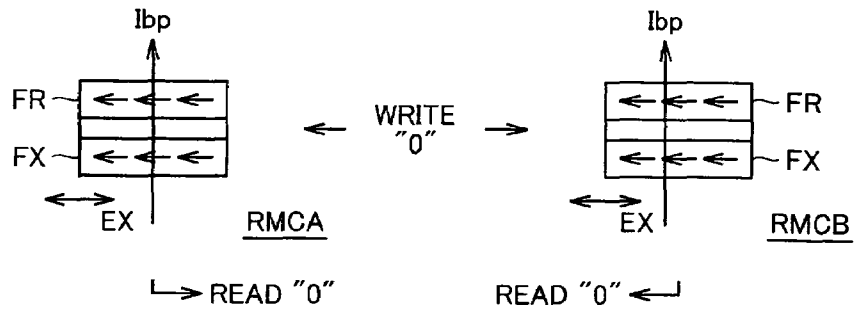 Ibp Ibp
FR FR
WRITE
"0"
FX FX
EX RMCA EX RMCB
READ "0" READ "0"